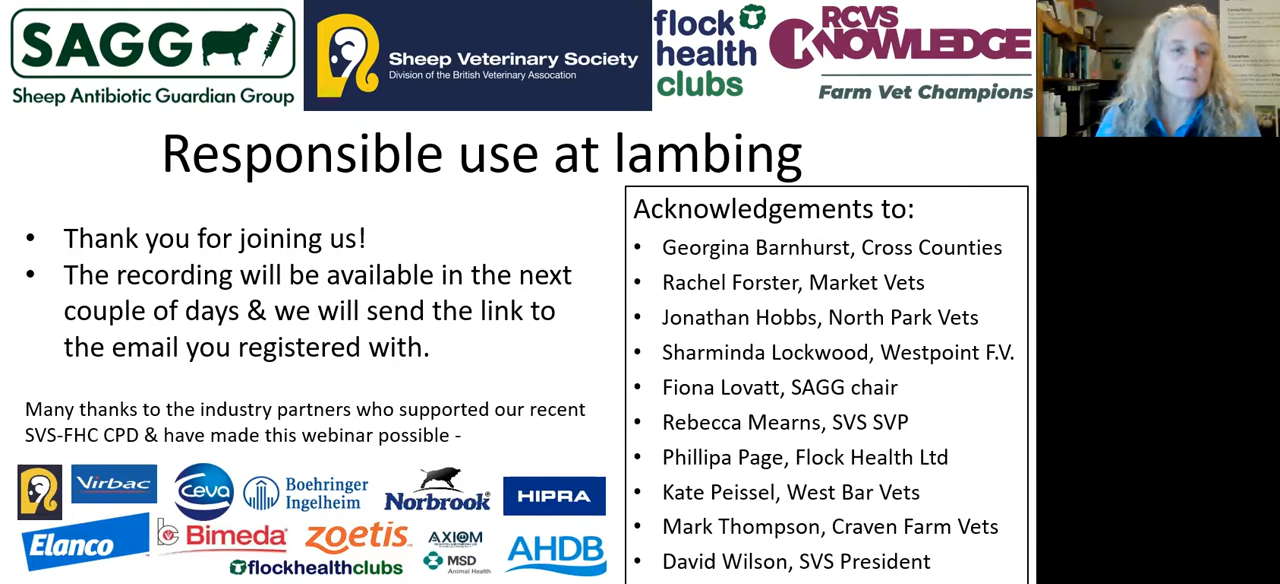 SAGG
Sheep Antibiotic Guardian Group
Sheep Veterinary Society
Division of the British Veterinary Assocation
flock
health
clubs
RCVS
KNOWLEDGE
Farm Vet Champions
Responsible use at lambing
• Thank you for joining us!
• The recording will be available in the next
couple of days & we will send the link to
the email you registered with.
Many thanks to the industry partners who supported our recent
SVS-FHC CPD & have made this webinar possible -
Virbac
Ceva
Boehringer
Ingelheim
Norbrook
HIPRA
Elanco
Bimeda
zoetis
AXIOM
MSD
Animal Health
AHDB
flockhealthclubs
Acknowledgements to:
• Georgina Barnhurst, Cross Counties
• Rachel Forster, Market Vets
• Jonathan Hobbs, North Park Vets
• Sharminda Lockwood, Westpoint F.V.
• Fiona Lovatt, SAGG chair
• Rebecca Mearns, SVS SVP
• Phillipa Page, Flock Health Ltd
• Kate Peissel, West Bar Vets
• Mark Thompson, Craven Farm Vets
• David Wilson, SVS President